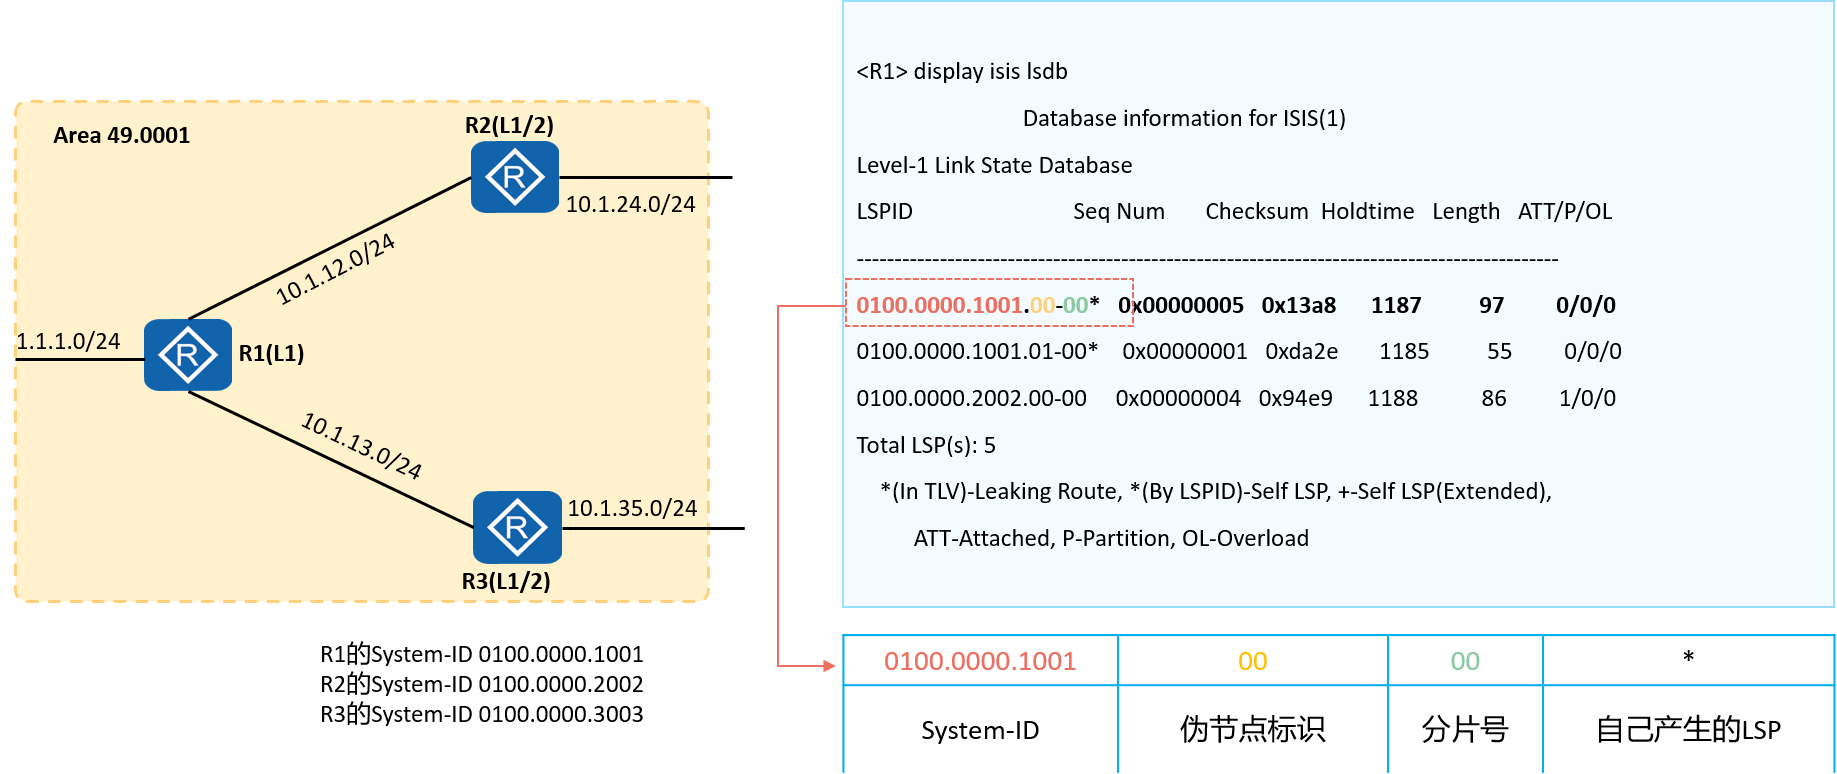 Area 49.0001
R2(L1/2)
10.1.24.0/24
10.1.12.0/24
1.1.1.0/24
R1(L1)
10.1.13.0/24
10.1.35.0/24
R3(L1/2)
R
R
R
R1的System-ID 0100.0000.1001
R2的System-ID 0100.0000.2002
R3的System-ID 0100.0000.3003
<R1> display isis lsdb
Database information for ISIS(1)
Level-1 Link State Database
LSPID Seq Num Checksum Holdtime Length ATT/P/OL
-------------------------------------------------------------------------------------------
0100.0000.1001.00-00* 0x00000005 0x13a8 1187 97 0/0/0
0100.0000.1001.01-00* 0x00000001 0xda2e 1185 55 0/0/0
0100.0000.2002.00-00 0x00000004 0x94e9 1188 86 1/0/0
Total LSP(s): 5
*(In TLV)-Leaking Route, *(By LSPID)-Self LSP, +-Self LSP(Extended),
ATT-Attached, P-Partition, OL-Overload
0100.0000.1001 00 00 *
System-ID 伪节点标识 分片号 自己产生的LSP